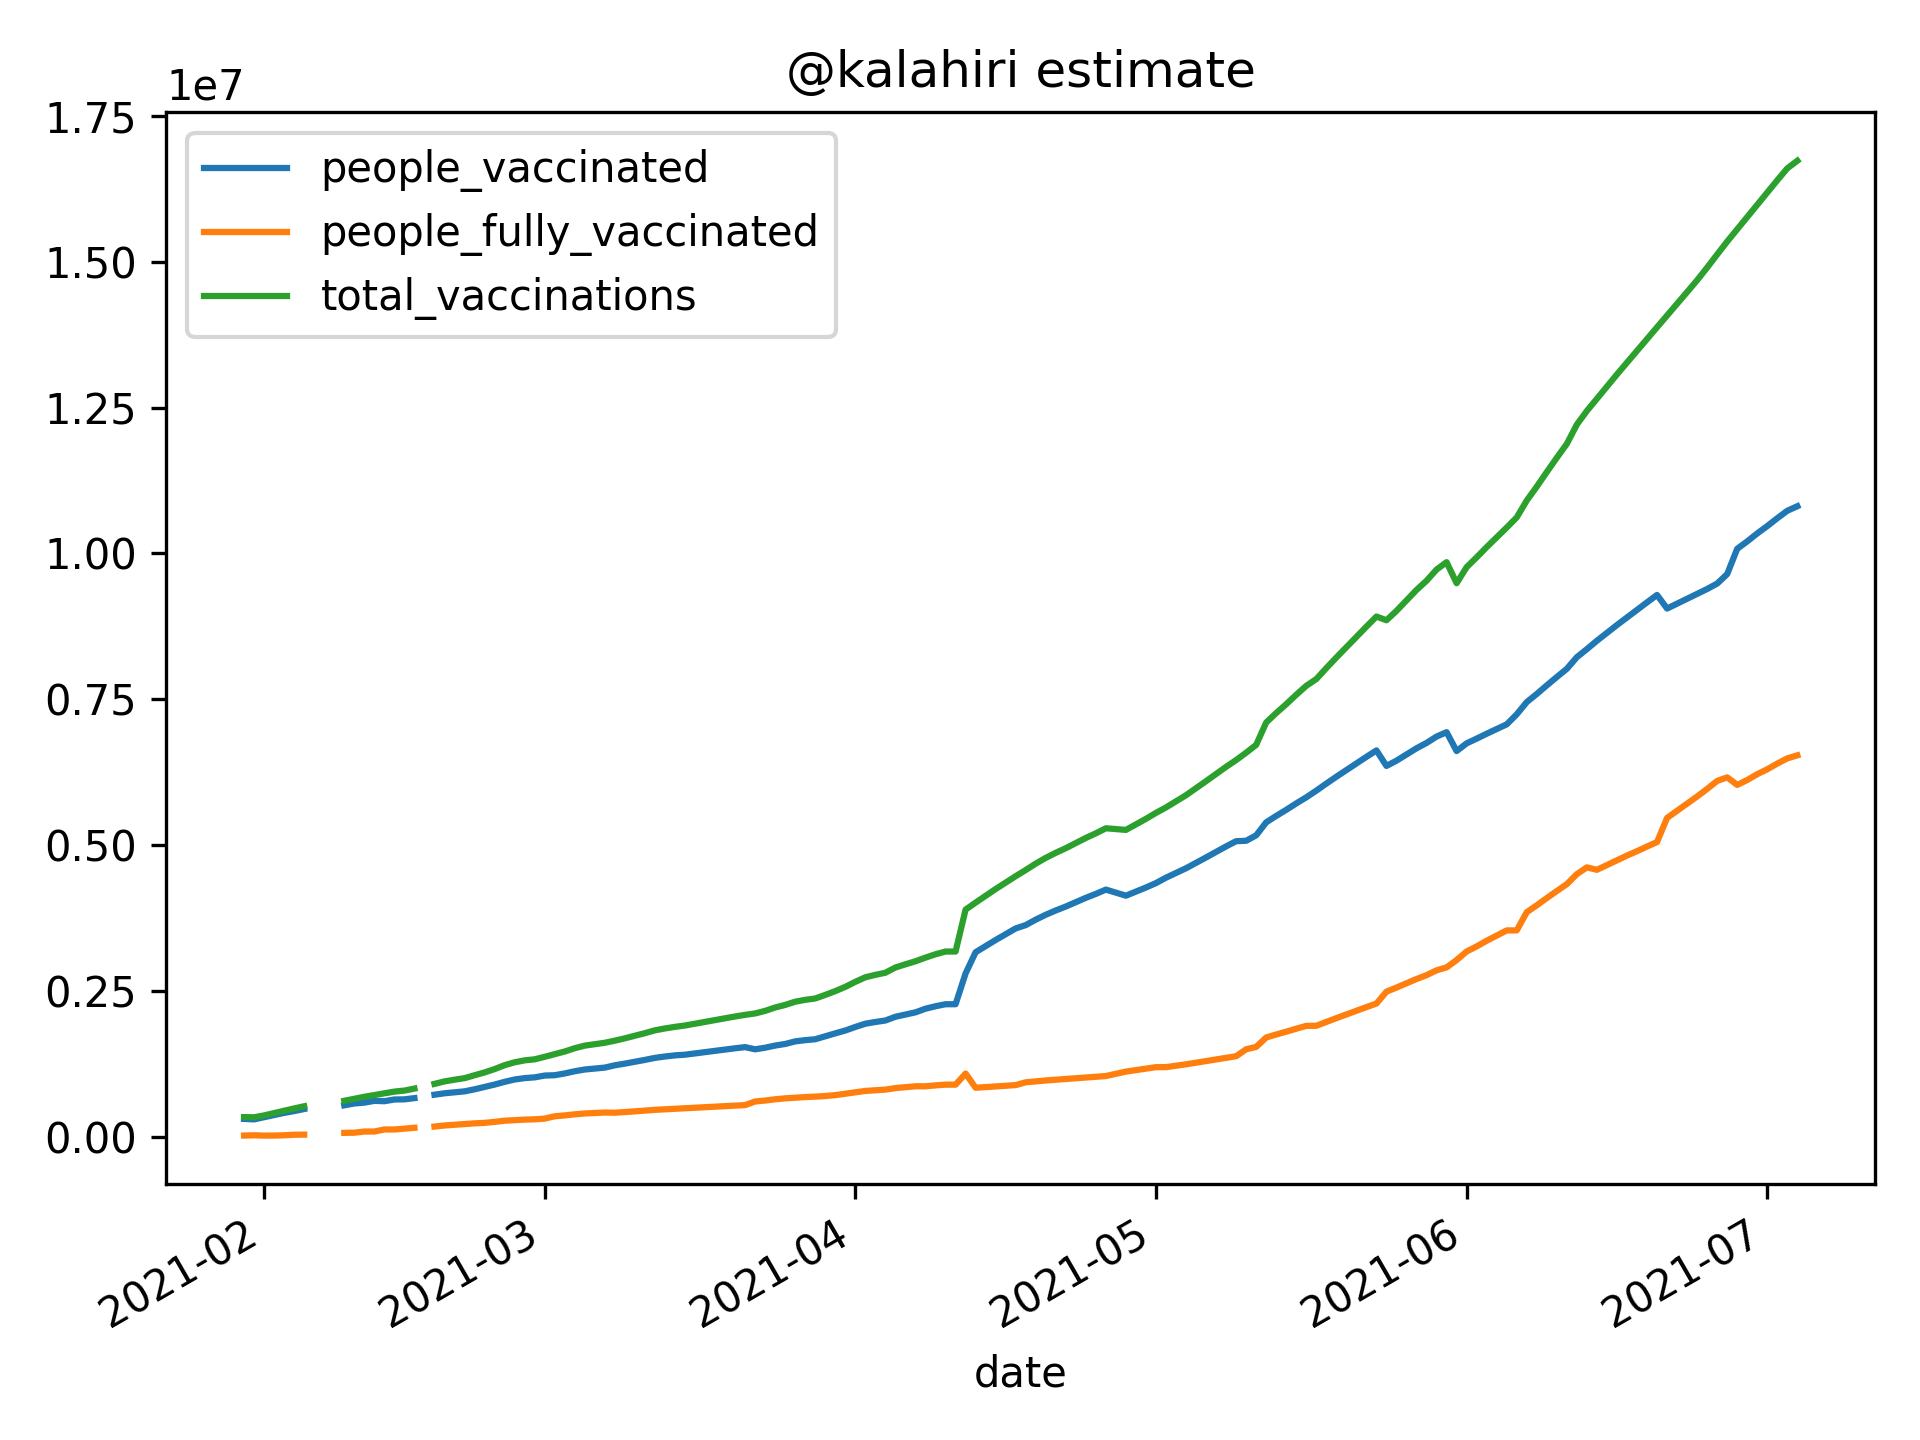 @kalahiri estimate
1e7
1.75
1.50
1.25
1.00
0.75
0.50
0.25
0.00
people_vaccinated
people_fully_vaccinated
total_vaccinations
2021-02
2021-03
2021-04
2021-05
2021-06
2021-07
date